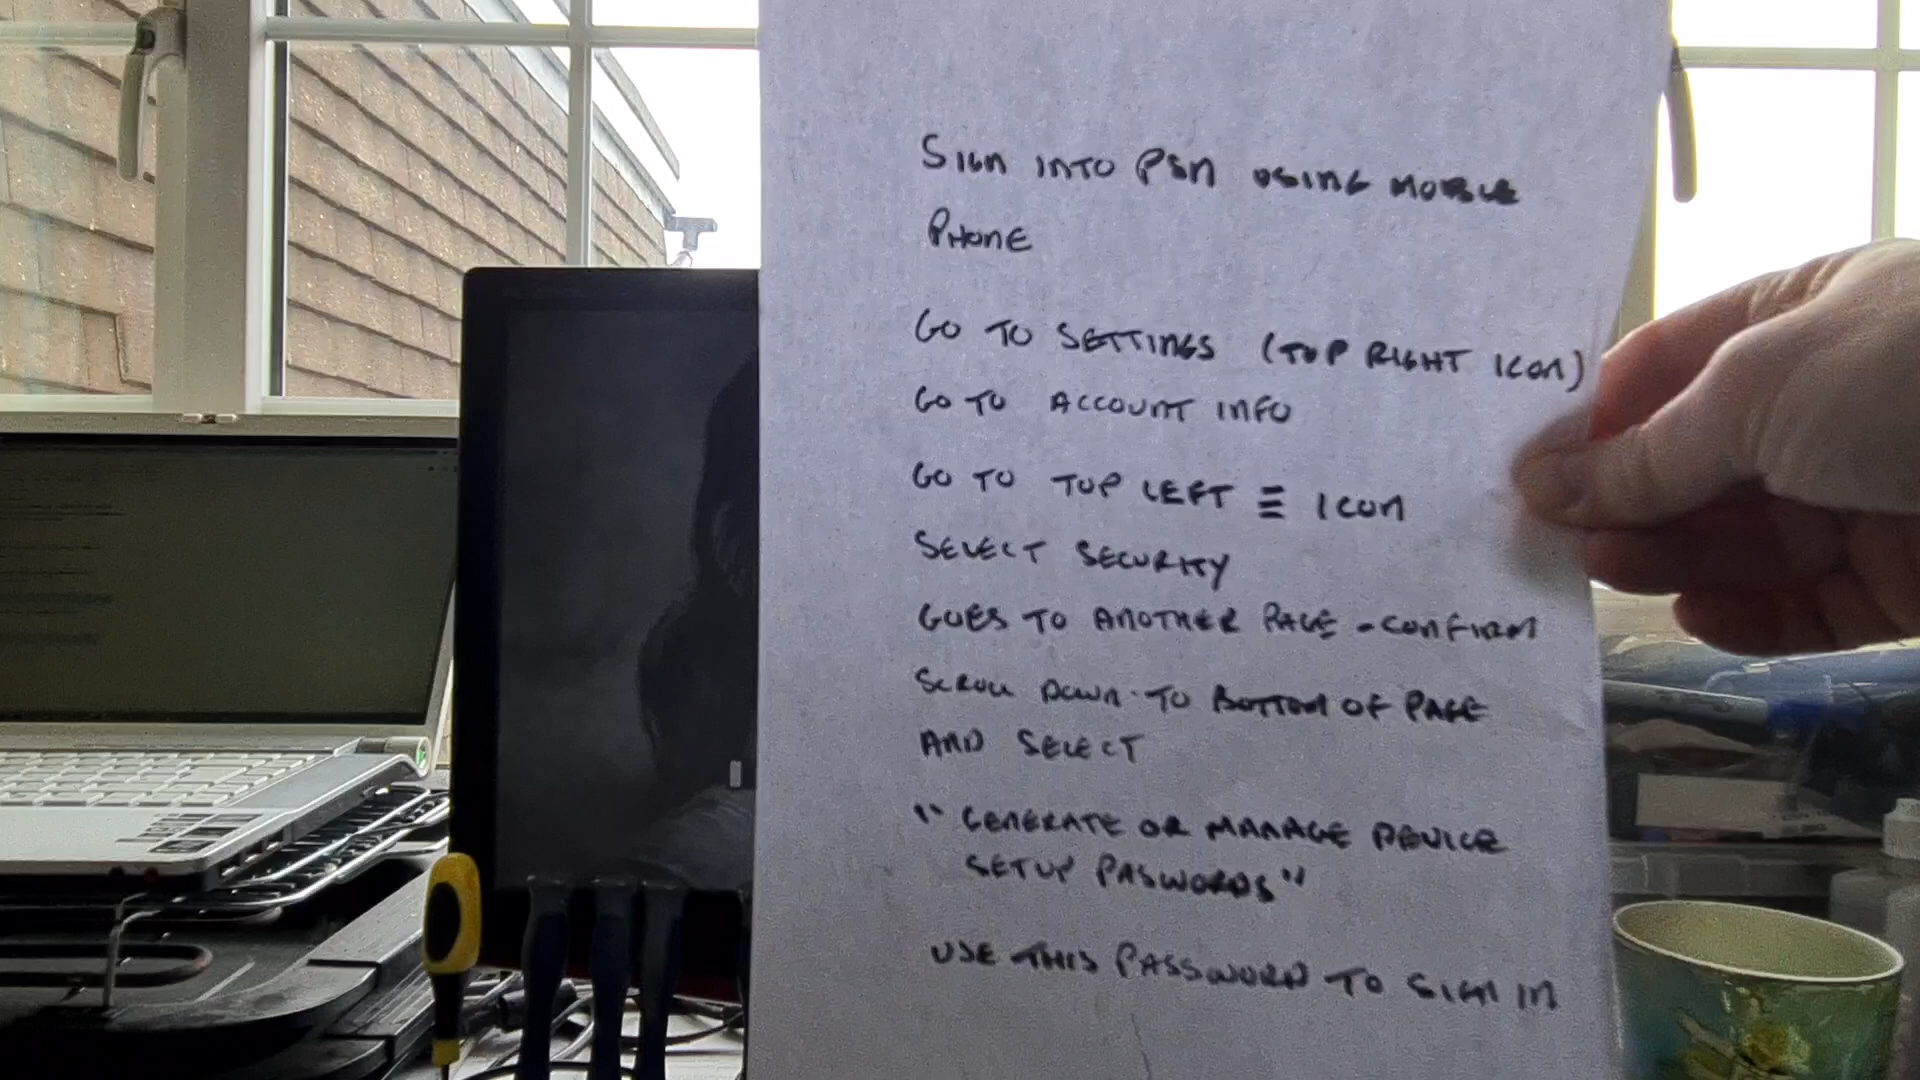 SIGN INTO PSN USING MOBILE
PHONE
GO TO SETTINGS (TOP RIGHT ICON)
GO TO ACCOUNT INFO
GO TO TOP LEFT ≡ ICON
SELECT SECURITY
GOES TO ANOTHER PAGE - CONFIRM
SCROLL DOWN TO BOTTOM OF PAGE
AND SELECT
"GENERATE OR MANAGE DEVICE
SETUP PASWORDS"
USE THIS PASSWORD TO SIGN IN